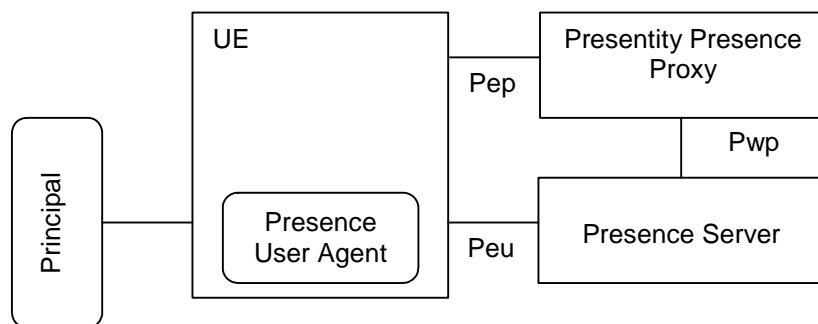 UE
Presentity Presence
Proxy
Pep
Pwp
Principal
Presence
User Agent
Peu
Presence Server